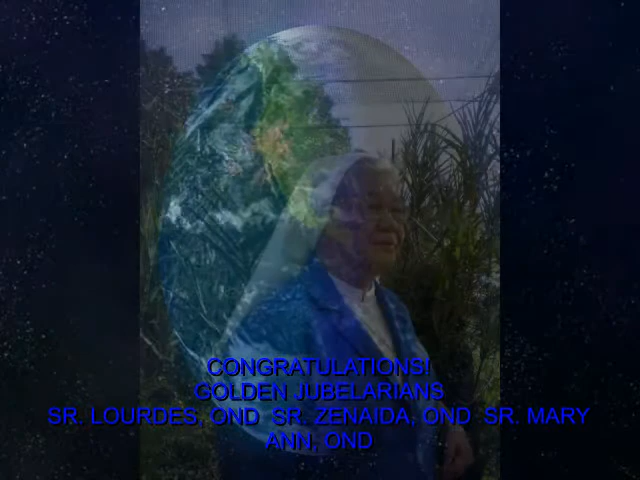 CONGRATULATIONS!
GOLDEN JUBELARIANS
SR. LOURDES, OND  SR. ZENAIDA, OND  SR. MARY
ANN, OND